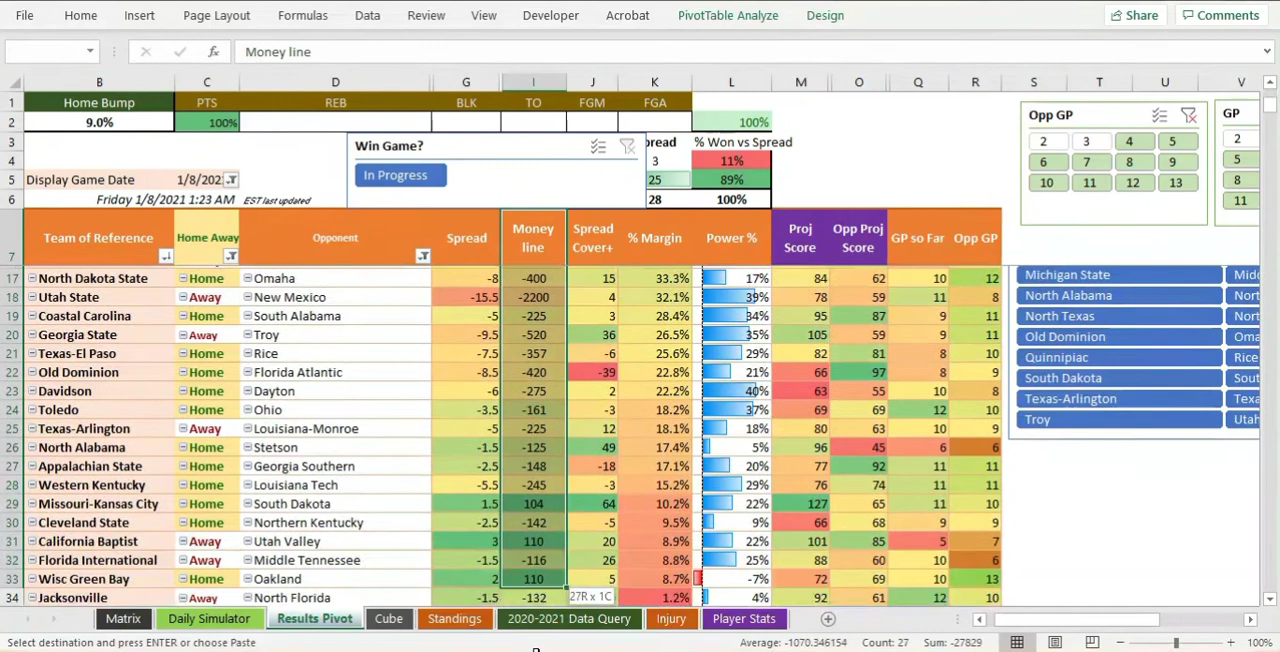 File Home Insert Page Layout Formulas Data Review View Developer Acrobat PivotTable Analyze Design Share Comments
fx Money line
B C D G I J K L M O Q R S T U V
1 Home Bump PTS REB BLK TO FGM FGA
2 9.0% 100% 100%
3 pread % Won vs Spread
4 3 11%
5 Display Game Date 1/8/202 25 89%
6 Friday 1/8/2021 1:23 AM EST last updated 28 100%
Win Game?
In Progress
Opp GP
2 3 4 5
6 7 8 9
10 11 12 13
GP
2
5
8
11
7 Team of Reference Home Away Opponent Spread Money line Spread Cover+ % Margin Power % Proj Score Opp Proj Score GP so Far Opp GP
17 North Dakota State Home Omaha -8 -400 15 33.3% 17% 84 62 10 12
18 Utah State Away New Mexico -15.5 -2200 4 32.1% 39% 78 59 11 8
19 Coastal Carolina Home South Alabama -5 -225 3 28.4% 34% 95 87 9 11
20 Georgia State Away Troy -9.5 -520 36 26.5% 35% 105 59 9 11
21 Texas-El Paso Home Rice -7.5 -357 -6 25.6% 29% 82 81 8 10
22 Old Dominion Home Florida Atlantic -8.5 -420 -39 22.8% 21% 66 97 8 9
23 Davidson Home Dayton -6 -275 2 22.2% 40% 63 55 10 8
24 Toledo Home Ohio -3.5 -161 -3 18.2% 37% 69 69 12 10
25 Texas-Arlington Away Louisiana-Monroe -5 -225 12 18.1% 18% 80 63 10 9
26 North Alabama Home Stetson -1.5 -125 49 17.4% 5% 96 45 6 6
27 Appalachian State Home Georgia Southern -2.5 -148 -18 17.1% 20% 77 92 11 11
28 Western Kentucky Home Louisiana Tech -5.5 -245 -3 15.2% 29% 76 74 11 11
29 Missouri-Kansas City Home South Dakota 1.5 104 64 10.2% 22% 127 65 11 10
30 Cleveland State Home Northern Kentucky -2.5 -142 -5 9.5% 9% 66 68 9 9
31 California Baptist Away Utah Valley 3 110 20 8.9% 22% 101 85 5 7
32 Florida International Away Middle Tennessee -1.5 -116 26 8.8% 25% 88 60 10 6
33 Wisc Green Bay Home Oakland 2 110 5 8.7% -7% 72 69 10 13
34 Jacksonville Away North Florida -1.5 -132 27R x 1C 1.2% 4% 92 61 12 10
Michigan State Midd
North Alabama Nort
North Texas Nort
Old Dominion Oma
Quinnipiac Rice
South Dakota Sout
Texas-Arlington Texa
Troy Utah
Matrix Daily Simulator Results Pivot Cube Standings 2020-2021 Data Query Injury Player Stats
Select destination and press ENTER or choose Paste Average: -1070.346154 Count: 27 Sum: -27829 100%